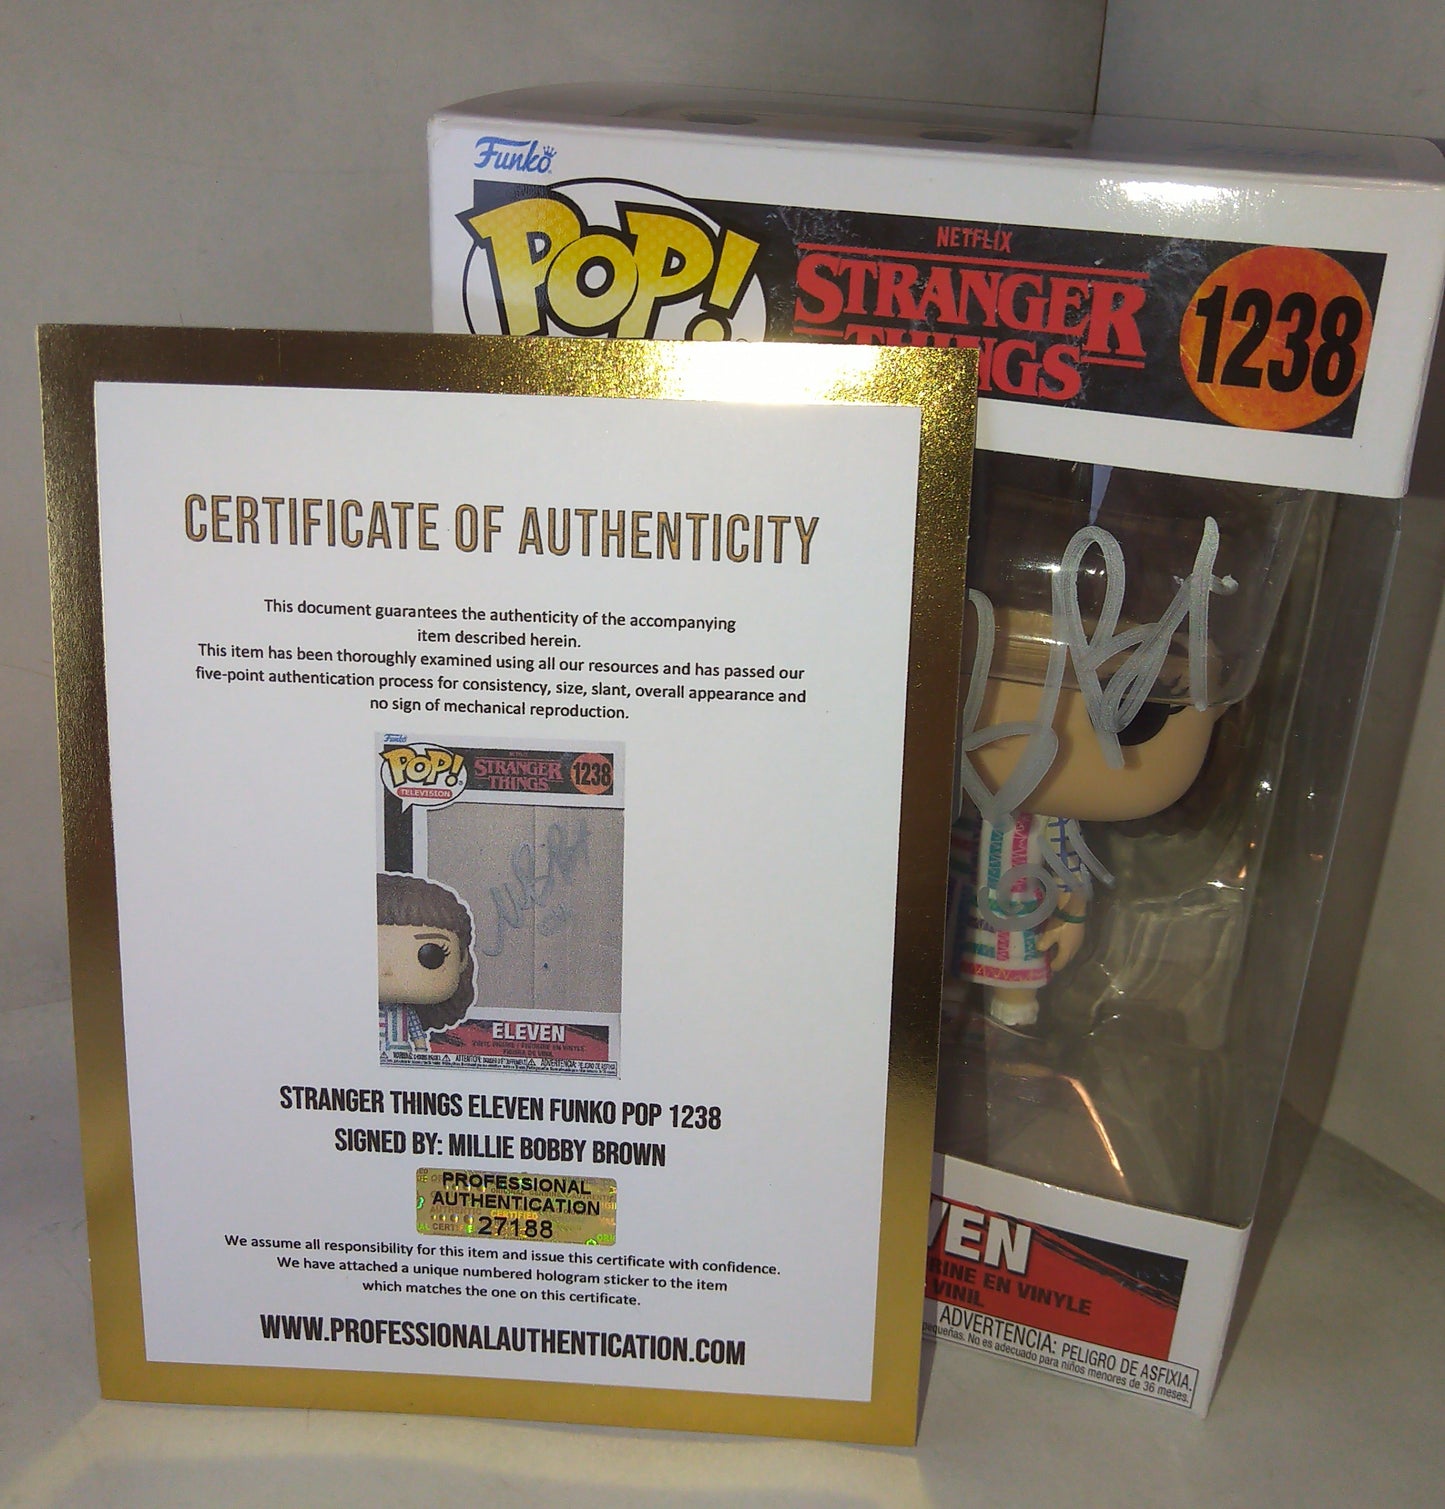 Funko
POP!
NETFLIX
STRANGER
THINGS
1238
CERTIFICATE OF AUTHENTICITY
This document guarantees the authenticity of the accompanying
item described herein.
This item has been thoroughly examined using all our resources and has passed our
five-point authentication process for consistency, size, slant, overall appearance and
no sign of mechanical reproduction.
Funko
POP!
TELEVISION
STRANGER
THINGS
1238
ELEVEN
STRANGER THINGS ELEVEN FUNKO POP 1238
SIGNED BY: MILLIE BOBBY BROWN
PROFESSIONAL
AUTHENTICATION
27188
We assume all responsibility for this item and issue this certificate with confidence.
We have attached a unique numbered hologram sticker to the item
which matches the one on this certificate.
WWW.PROFESSIONALAUTHENTICATION.COM
VEN
RINE EN VINYLE
VINIL
ADVERTENCIA: PELIGRO DE ASFIXIA.
pequeñas. No es adecuado para niños menores de 36 meses.